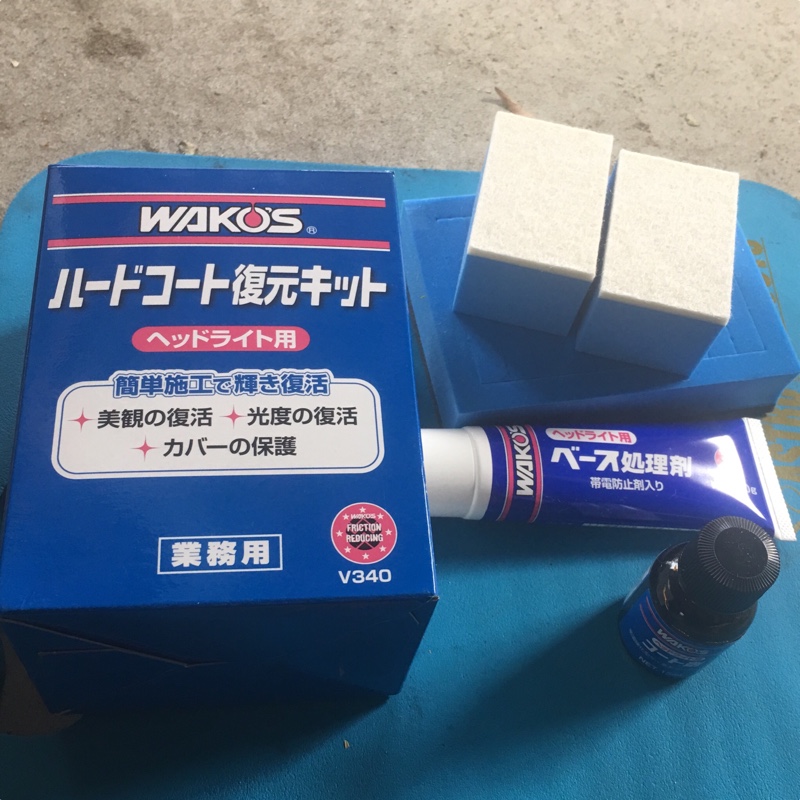 WAKO'S®
ハードコート復元キット
ヘッドライト用
簡単施工で輝き復活
美観の復活 光度の復活
カバーの保護
業務用
WAKO'S
FRICTION
REDUCING
V340
WAKO'S
ヘッドライト用
ベース処理剤
帯電防止剤入り
WAKO'S